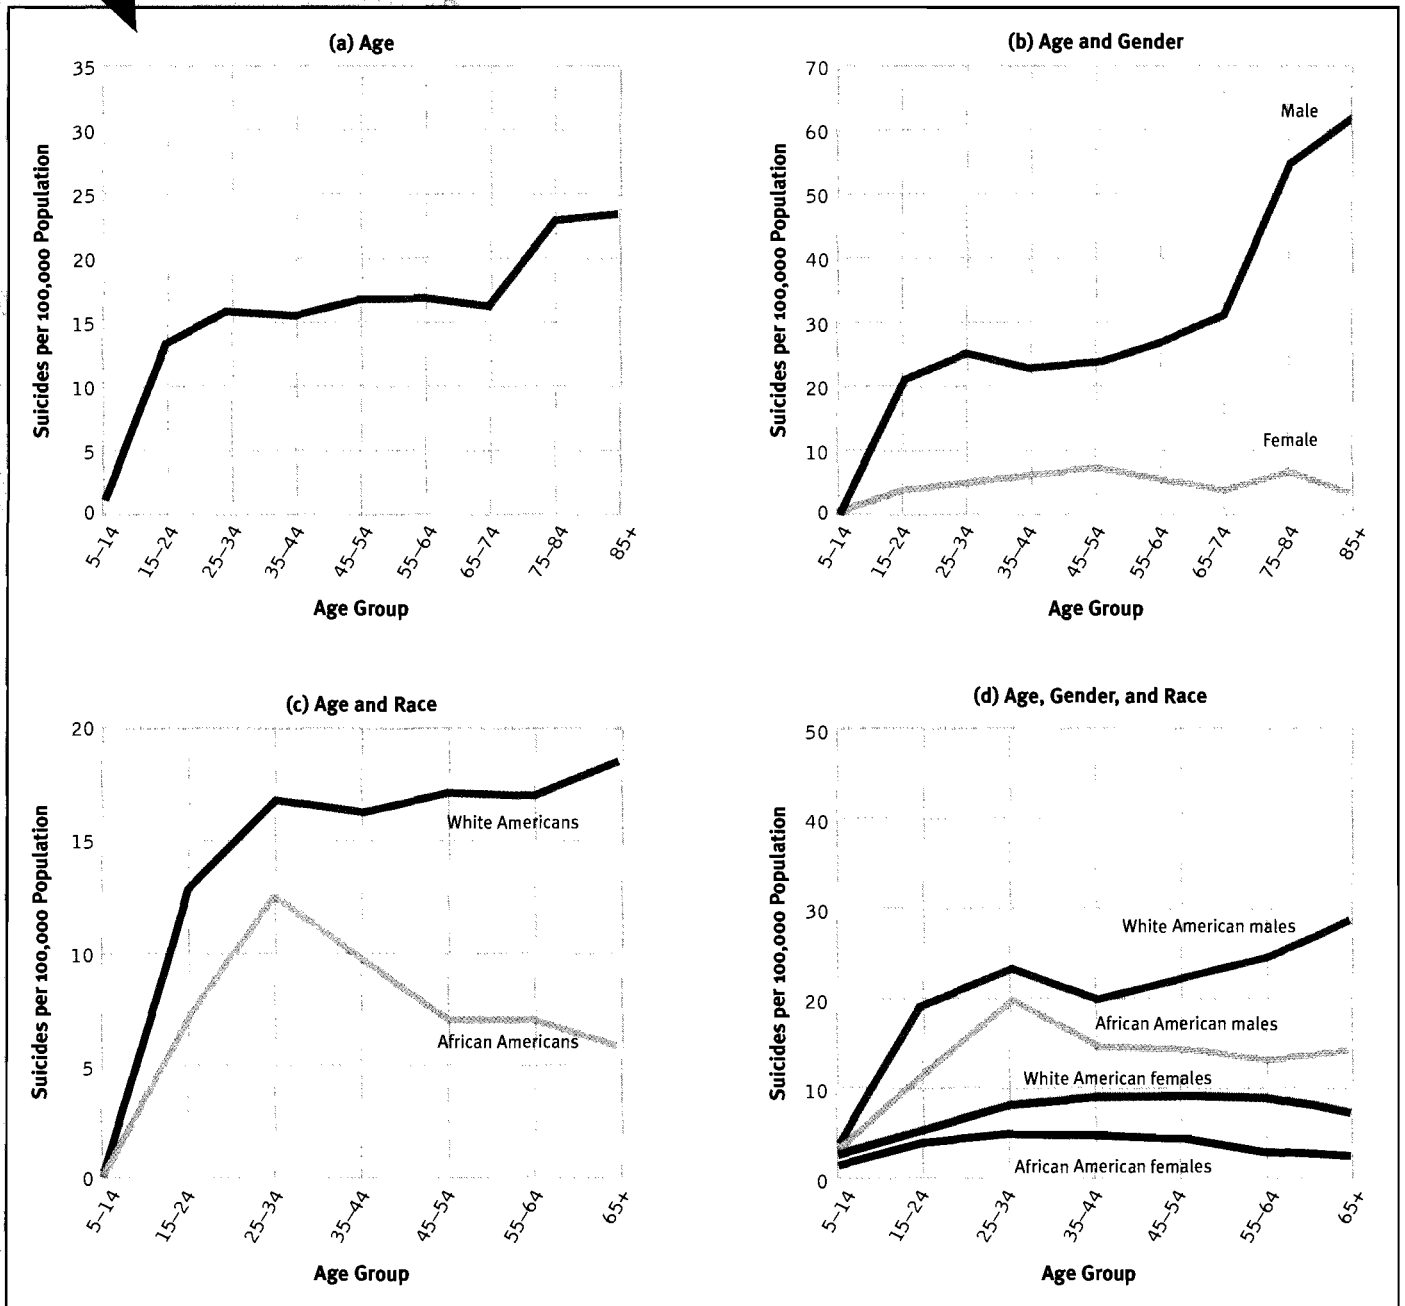 (a) Age
35
30
25
20
15
10
5
0
Suicides per 100,000 Population
5–14
15–24
25–34
35–44
45–54
55–64
65–74
75–84
85+
Age Group
(b) Age and Gender
70
60
50
40
30
20
10
0
Suicides per 100,000 Population
Male
Female
5–14
15–24
25–34
35–44
45–54
55–64
65–74
75–84
85+
Age Group
(c) Age and Race
20
15
10
5
0
Suicides per 100,000 Population
White Americans
African Americans
5–14
15–24
25–34
35–44
45–54
55–64
65+
Age Group
(d) Age, Gender, and Race
50
40
30
20
10
0
Suicides per 100,000 Population
White American males
African American males
White American females
African American females
5–14
15–24
25–34
35–44
45–54
55–64
65+
Age Group